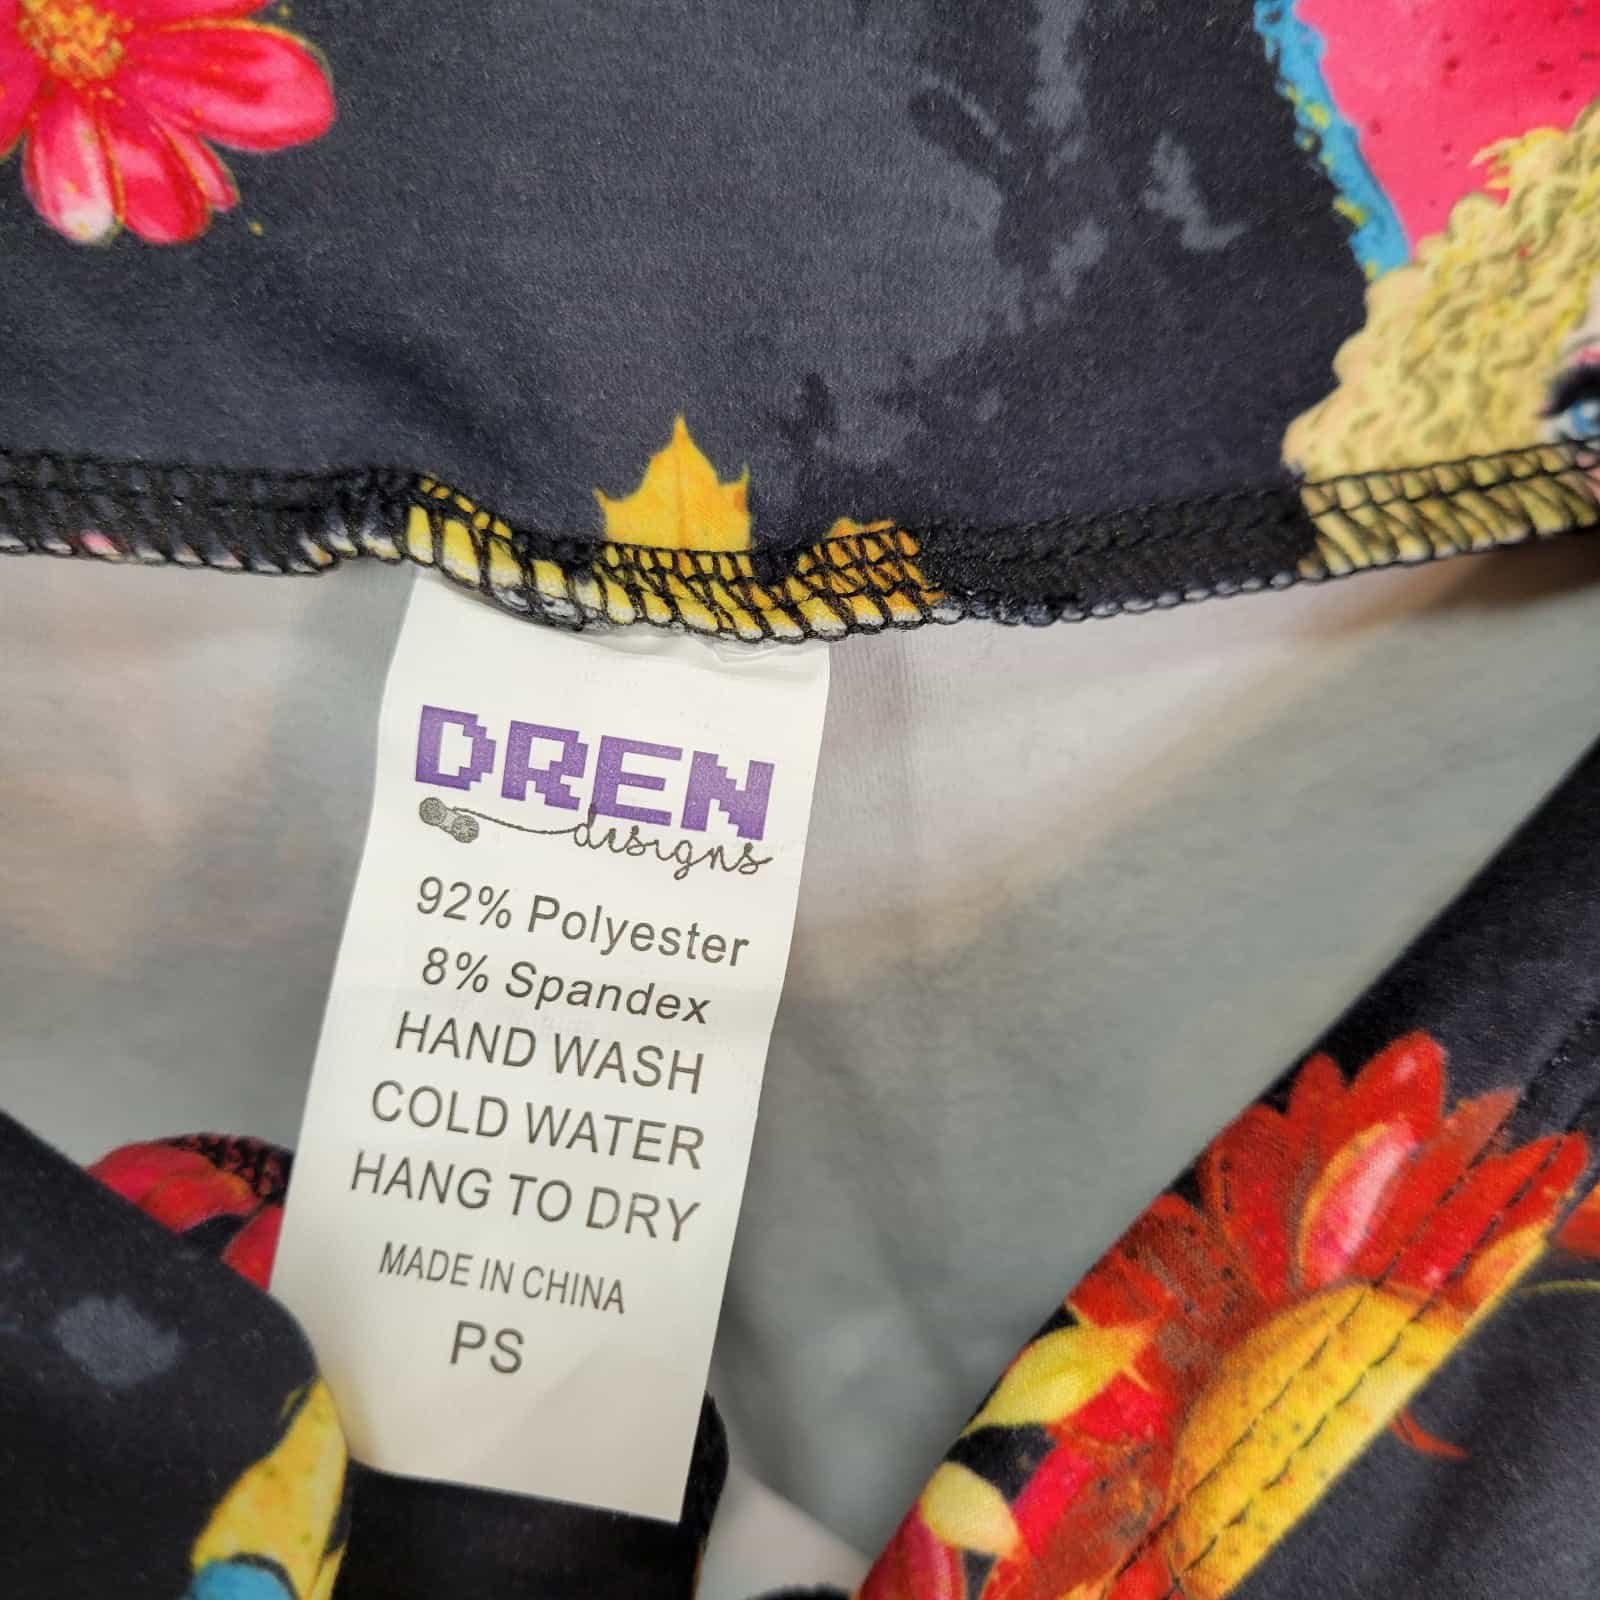 DREN
designs
92% Polyester
8% Spandex
HAND WASH
COLD WATER
HANG TO DRY
MADE IN CHINA
PS